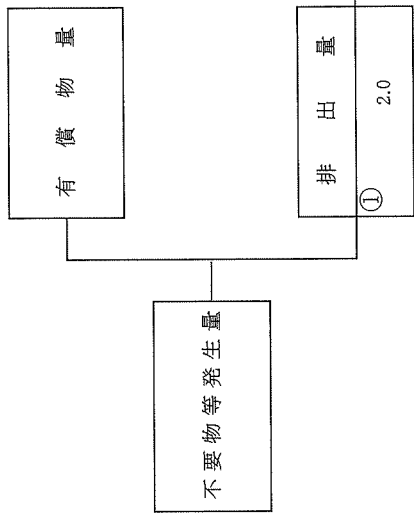 不要物等発生量
有償物量
排出量
①
2.0